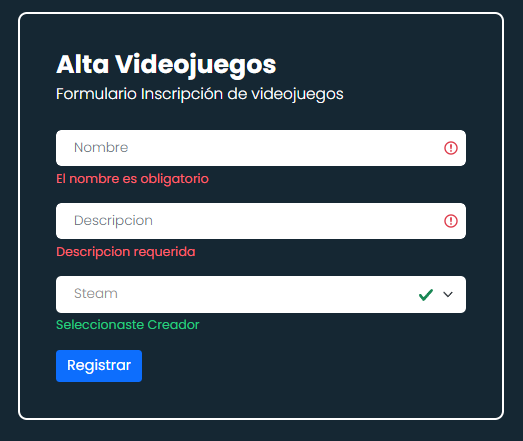 Alta Videojuegos
Formulario Inscripción de videojuegos
Nombre
El nombre es obligatorio
Descripcion
Descripcion requerida
Steam
Seleccionaste Creador
Registrar